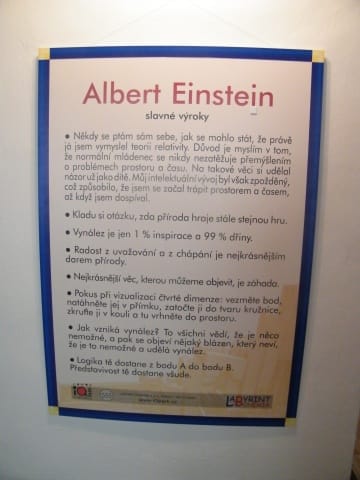 Albert Einstein
slavné výroky
● Někdy se ptám sám sebe, jak se mohlo stát, že právě
já jsem vymyslel teorii relativity. Důvod je myslím v tom,
že normální mládenec se nikdy nezatěžuje přemýšlením
o problémech prostoru a času. Na takové věci si udělal
názor už jako dítě. Můj intelektuální vývoj byl však zpožděný,
což způsobilo, že jsem se začal trápit prostorem a časem,
až když jsem dospíval.
● Kladu si otázku, zda příroda hraje stále stejnou hru.
● Vynález je jen 1 % inspirace a 99 % dřiny.
■ Radost z uvažování a z chápání je nejkrásnějším
darem přírody.
● Nejkrásnější věc, kterou můžeme objevit, je záhada.
● Pokus při vizualizaci čtvrté dimenze: vezměte bod,
natáhněte jej v přímku, zatočte ji do tvaru kružnice,
zkruťte ji v kouli a tu vrhněte do prostoru.
● Jak vzniká vynález? To všichni vědí, že je něco
nemožné, a pak se objeví nějaký blázen, který neví,
že je to nemožné a udělá vynález.
● Logika tě dostane z bodu A do bodu B.
Představivost tě dostane všude.
IQ
LABYRINT